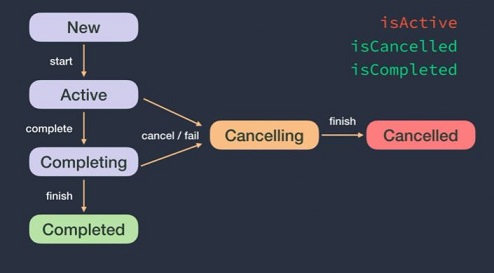 New
isActive
isCancelled
isCompleted
start
Active
complete
cancel / fail
Cancelling
finish
Cancelled
Completing
finish
Completed